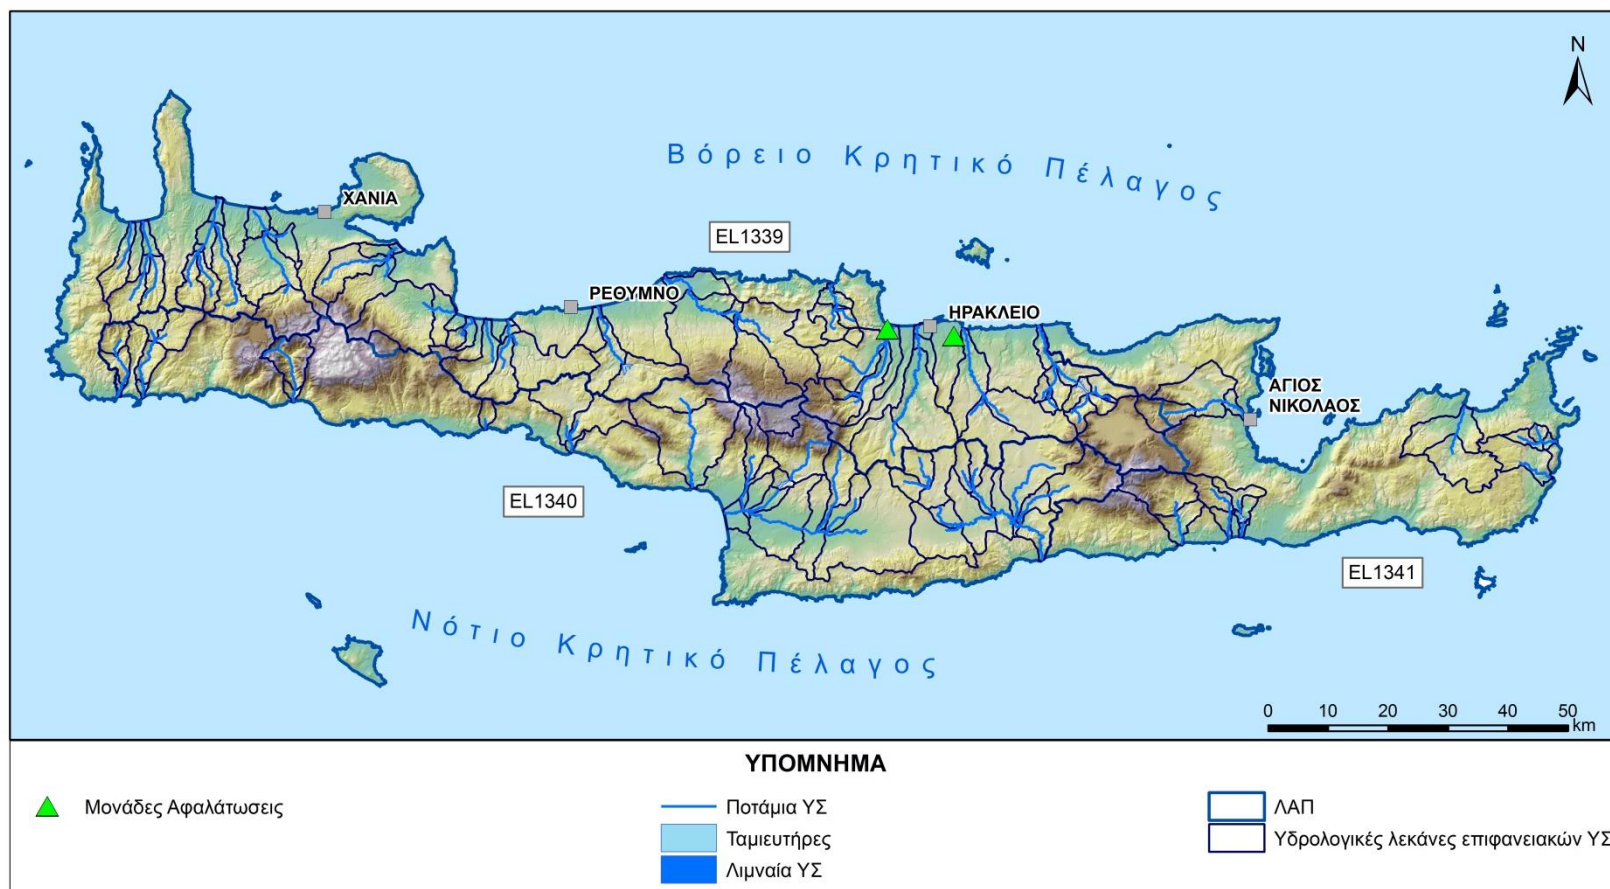 N
Βόρειο Κρητικό Πέλαγος
ΧΑΝΙΑ
EL1339
ΡΕΘΥΜΝΟ
ΗΡΑΚΛΕΙΟ
ΑΓΙΟΣ
ΝΙΚΟΛΑΟΣ
EL1340
EL1341
Νότιο Κρητικό Πέλαγος
0 10 20 30 40 50
km
ΥΠΟΜΝΗΜΑ
Μονάδες Αφαλάτωσεις
Ποτάμια ΥΣ
Ταμιευτήρες
Λιμναία ΥΣ
ΛΑΠ
Υδρολογικές λεκάνες επιφανειακών ΥΣ